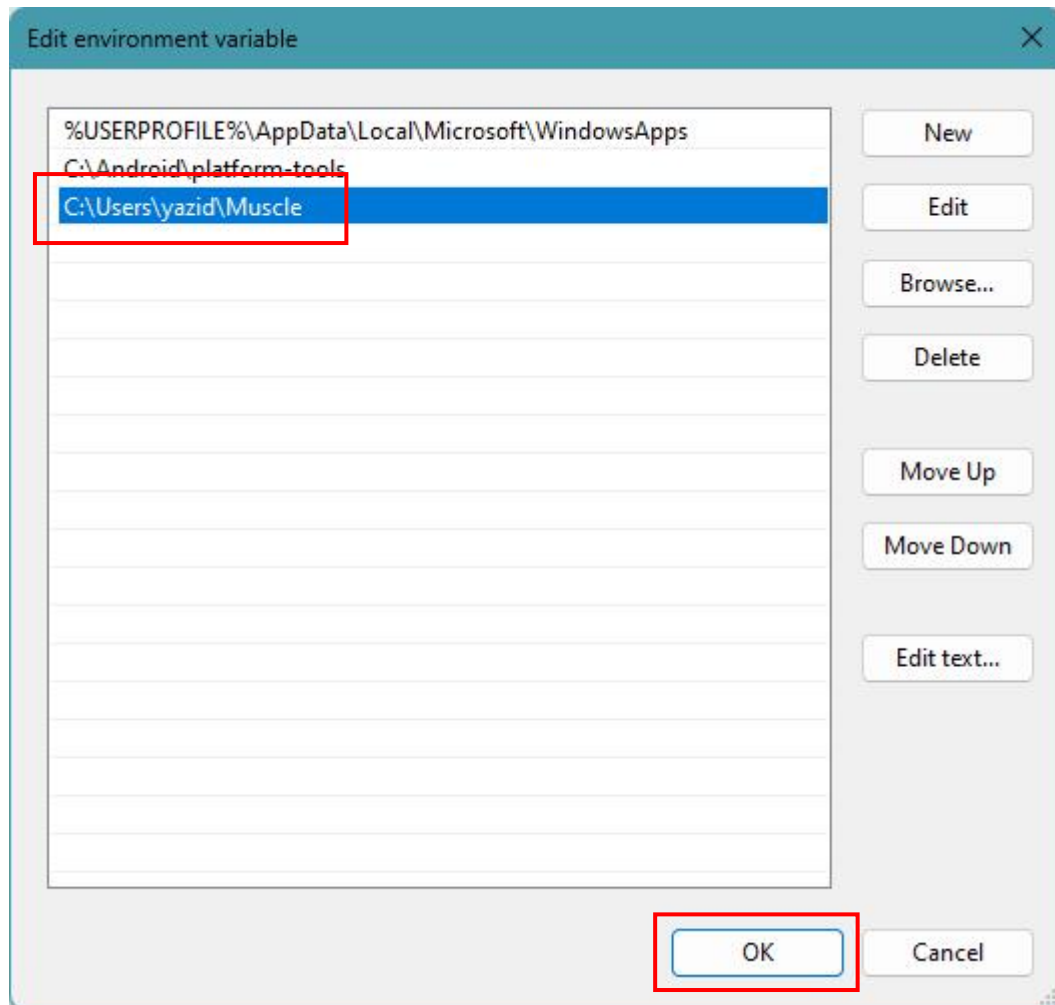 Edit environment variable
%USERPROFILE%\AppData\Local\Microsoft\WindowsApps
C:\Android\platform-tools
C:\Users\yazid\Muscle
New
Edit
Browse...
Delete
Move Up
Move Down
Edit text...
OK
Cancel